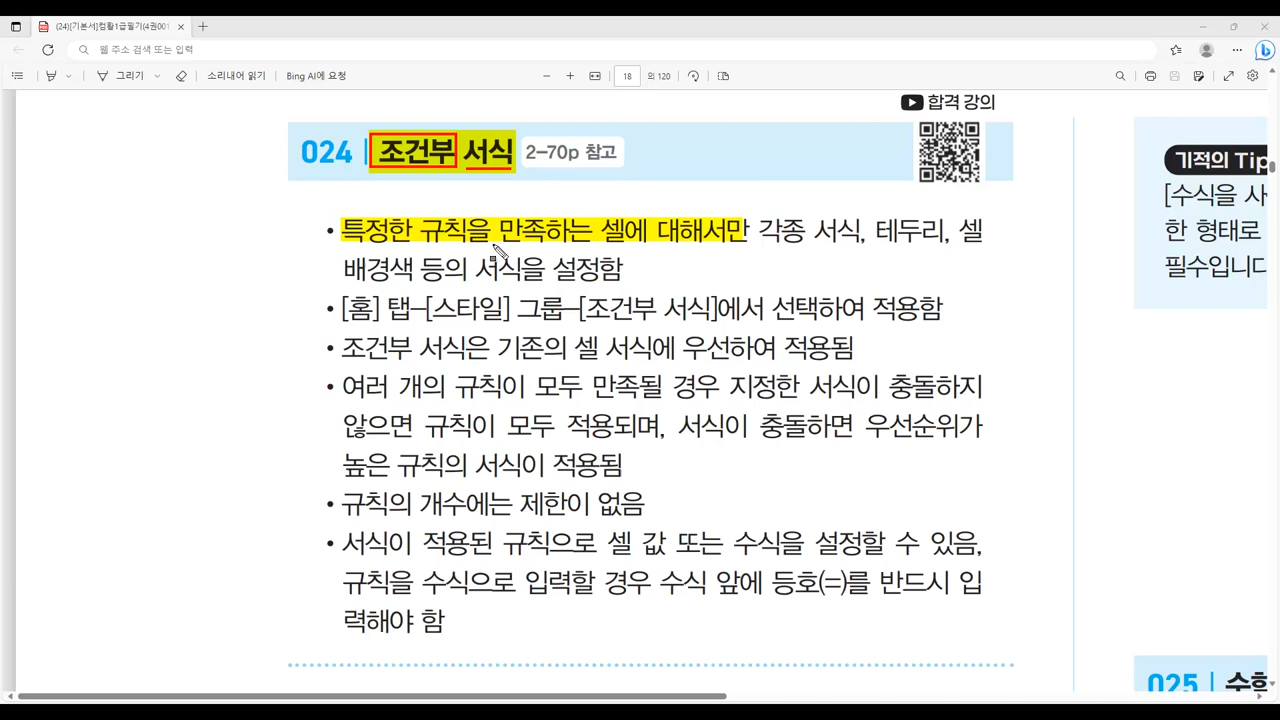 (24)[기본서]컴활1급필기(4권001
웹 주소 검색 또는 입력
그리기
소리내어 읽기
Bing AI에 요청
18 의 120
합격 강의
024 조건부 서식 2-70p 참고
• 특정한 규칙을 만족하는 셀에 대해서만 각종 서식, 테두리, 셀
배경색 등의 서식을 설정함
• [홈] 탭-[스타일] 그룹-[조건부 서식]에서 선택하여 적용함
• 조건부 서식은 기존의 셀 서식에 우선하여 적용됨
• 여러 개의 규칙이 모두 만족될 경우 지정한 서식이 충돌하지
않으면 규칙이 모두 적용되며, 서식이 충돌하면 우선순위가
높은 규칙의 서식이 적용됨
• 규칙의 개수에는 제한이 없음
• 서식이 적용된 규칙으로 셀 값 또는 수식을 설정할 수 있음,
규칙을 수식으로 입력할 경우 수식 앞에 등호(=)를 반드시 입
력해야 함
기적의 Tip
[수식을 사
한 형태로
필수입니다
025